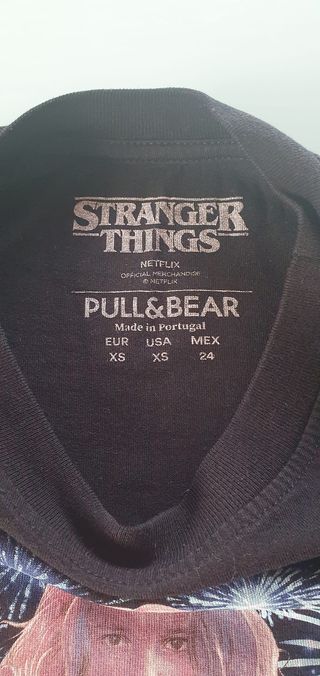 STRANGER
THINGS
NETFLIX
OFFICIAL MERCHANDISE
© NETFLIX
PULL&BEAR
Made in Portugal
EUR USA MEX
XS XS 24